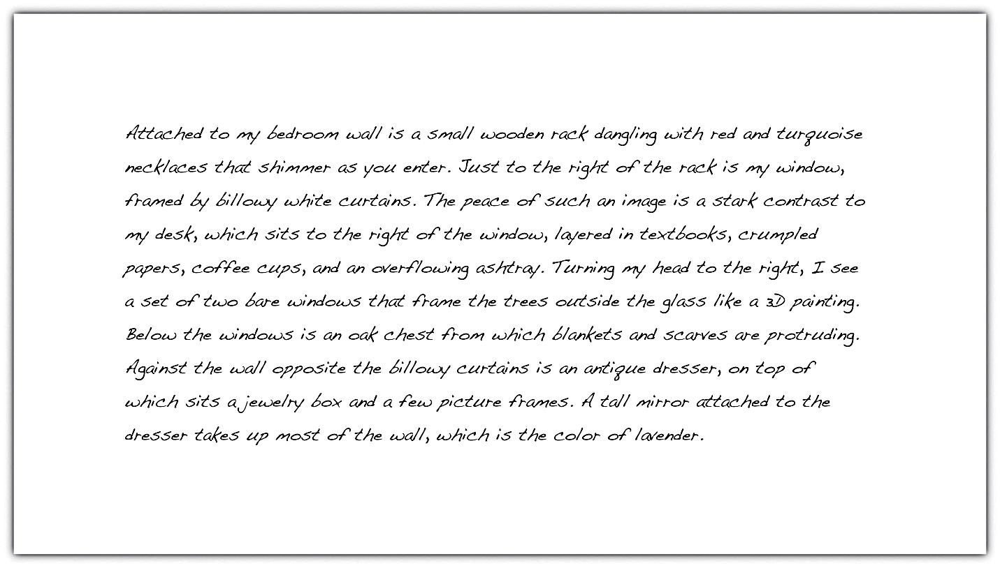 Attached to my bedroom wall is a small wooden rack dangling with red and turquoise
necklaces that shimmer as you enter. Just to the right of the rack is my window,
framed by billowy white curtains. The peace of such an image is a stark contrast to
my desk, which sits to the right of the window, layered in textbooks, crumpled
papers, coffee cups, and an overflowing ashtray. Turning my head to the right, I see
a set of two bare windows that frame the trees outside the glass like a 3D painting.
Below the windows is an oak chest from which blankets and scarves are protruding.
Against the wall opposite the billowy curtains is an antique dresser, on top of
which sits a jewelry box and a few picture frames. A tall mirror attached to the
dresser takes up most of the wall, which is the color of lavender.